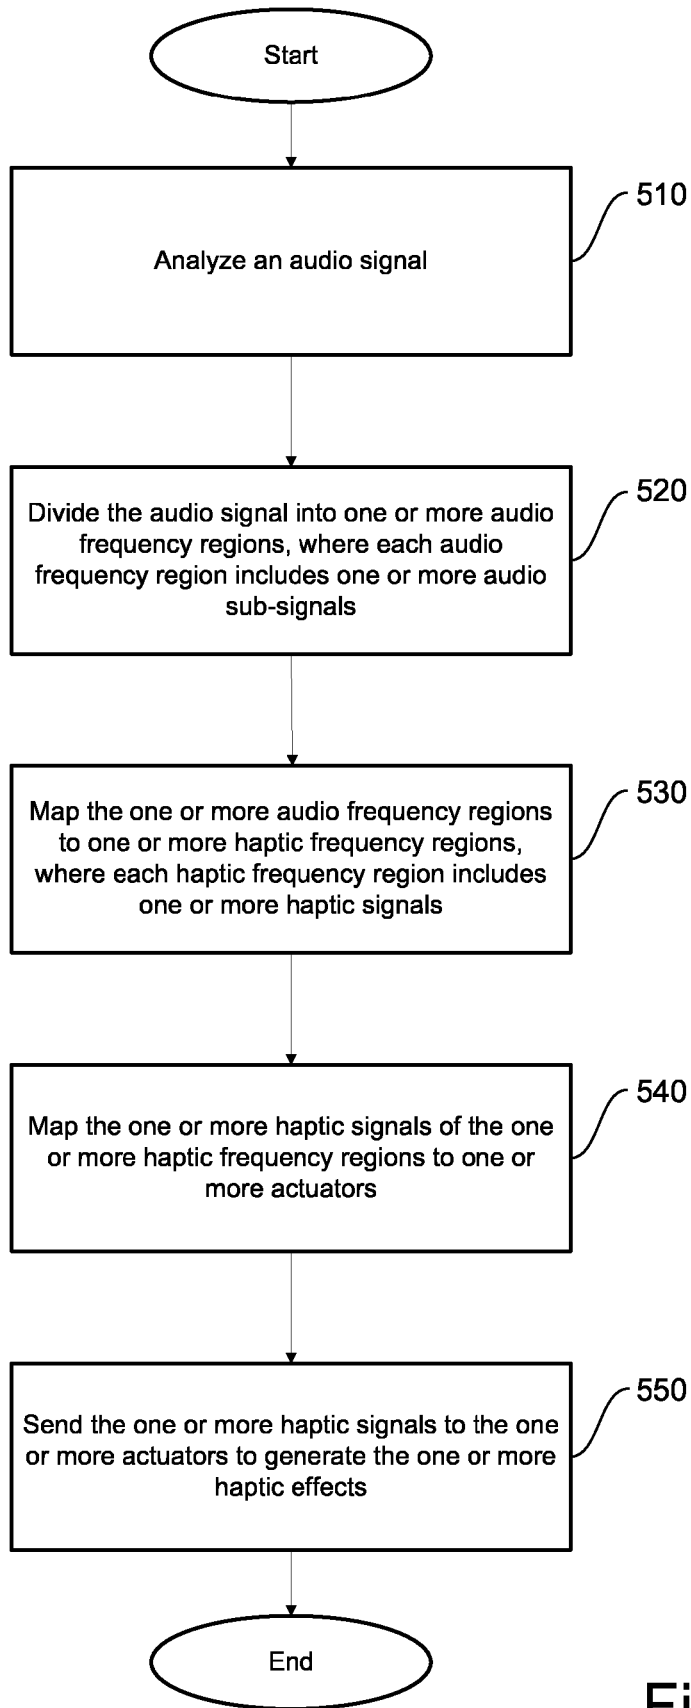 Start
510
Analyze an audio signal
520
Divide the audio signal into one or more audio
frequency regions, where each audio
frequency region includes one or more audio
sub-signals
530
Map the one or more audio frequency regions
to one or more haptic frequency regions,
where each haptic frequency region includes
one or more haptic signals
540
Map the one or more haptic signals of the one
or more haptic frequency regions to one or
more actuators
550
Send the one or more haptic signals to the one
or more actuators to generate the one or more
haptic effects
End